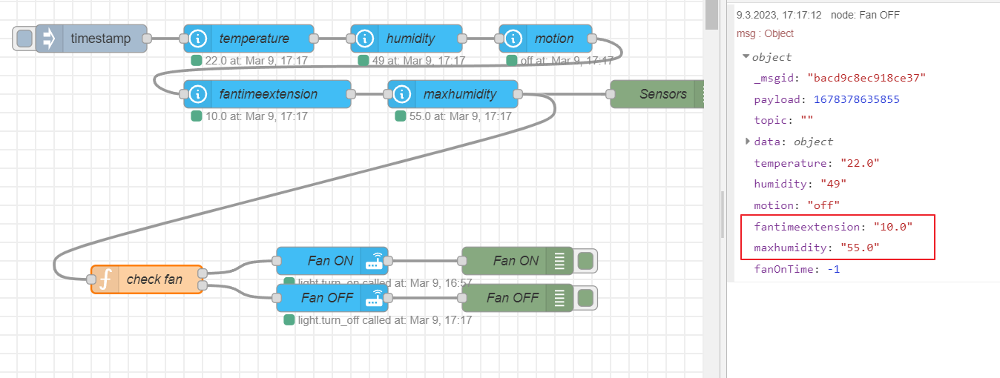 timestamp
temperature
humidity
motion
22.0 at: Mar 9, 17:17
49 at: Mar 9, 17:17
off at: Mar 9, 17:17
fantimeextension
maxhumidity
Sensors
10.0 at: Mar 9, 17:17
55.0 at: Mar 9, 17:17
check fan
Fan ON
Fan ON
light.turn_on called at: Mar 9, 16:57
Fan OFF
Fan OFF
light.turn_off called at: Mar 9, 17:17
9.3.2023, 17:17:12 node: Fan OFF
msg : Object
object
_msgid: "bacd9c8ec918ce37"
payload: 1678378635855
topic: ""
data: object
temperature: "22.0"
humidity: "49"
motion: "off"
fantimeextension: "10.0"
maxhumidity: "55.0"
fanOnTime: -1